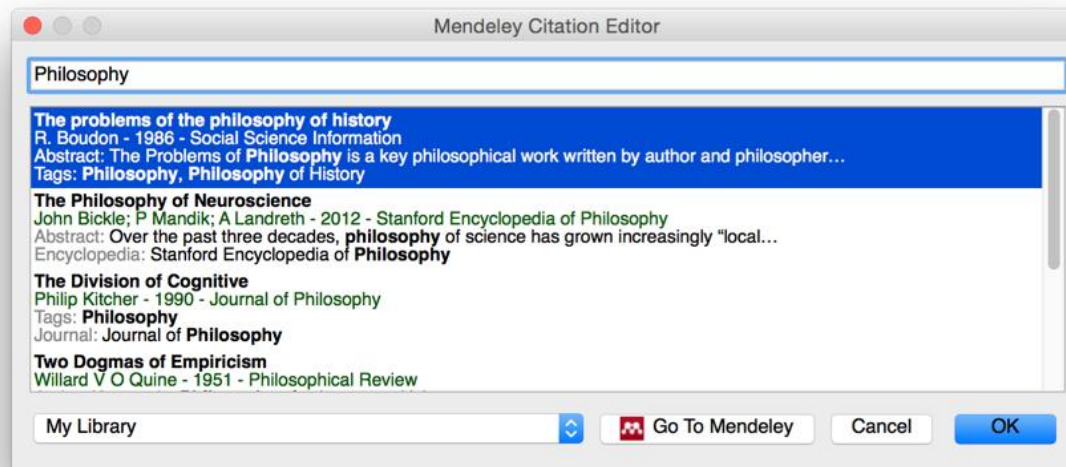 Mendeley Citation Editor
Philosophy
The problems of the philosophy of history
R. Boudon - 1986 - Social Science Information
Abstract: The Problems of Philosophy is a key philosophical work written by author and philosopher...
Tags: Philosophy, Philosophy of History
The Philosophy of Neuroscience
John Bickle; P Mandik; A Landreth - 2012 - Stanford Encyclopedia of Philosophy
Abstract: Over the past three decades, philosophy of science has grown increasingly “local...
Encyclopedia: Stanford Encyclopedia of Philosophy
The Division of Cognitive
Philip Kitcher - 1990 - Journal of Philosophy
Tags: Philosophy
Journal: Journal of Philosophy
Two Dogmas of Empiricism
Willard V O Quine - 1951 - Philosophical Review
My Library
Go To Mendeley
Cancel
OK